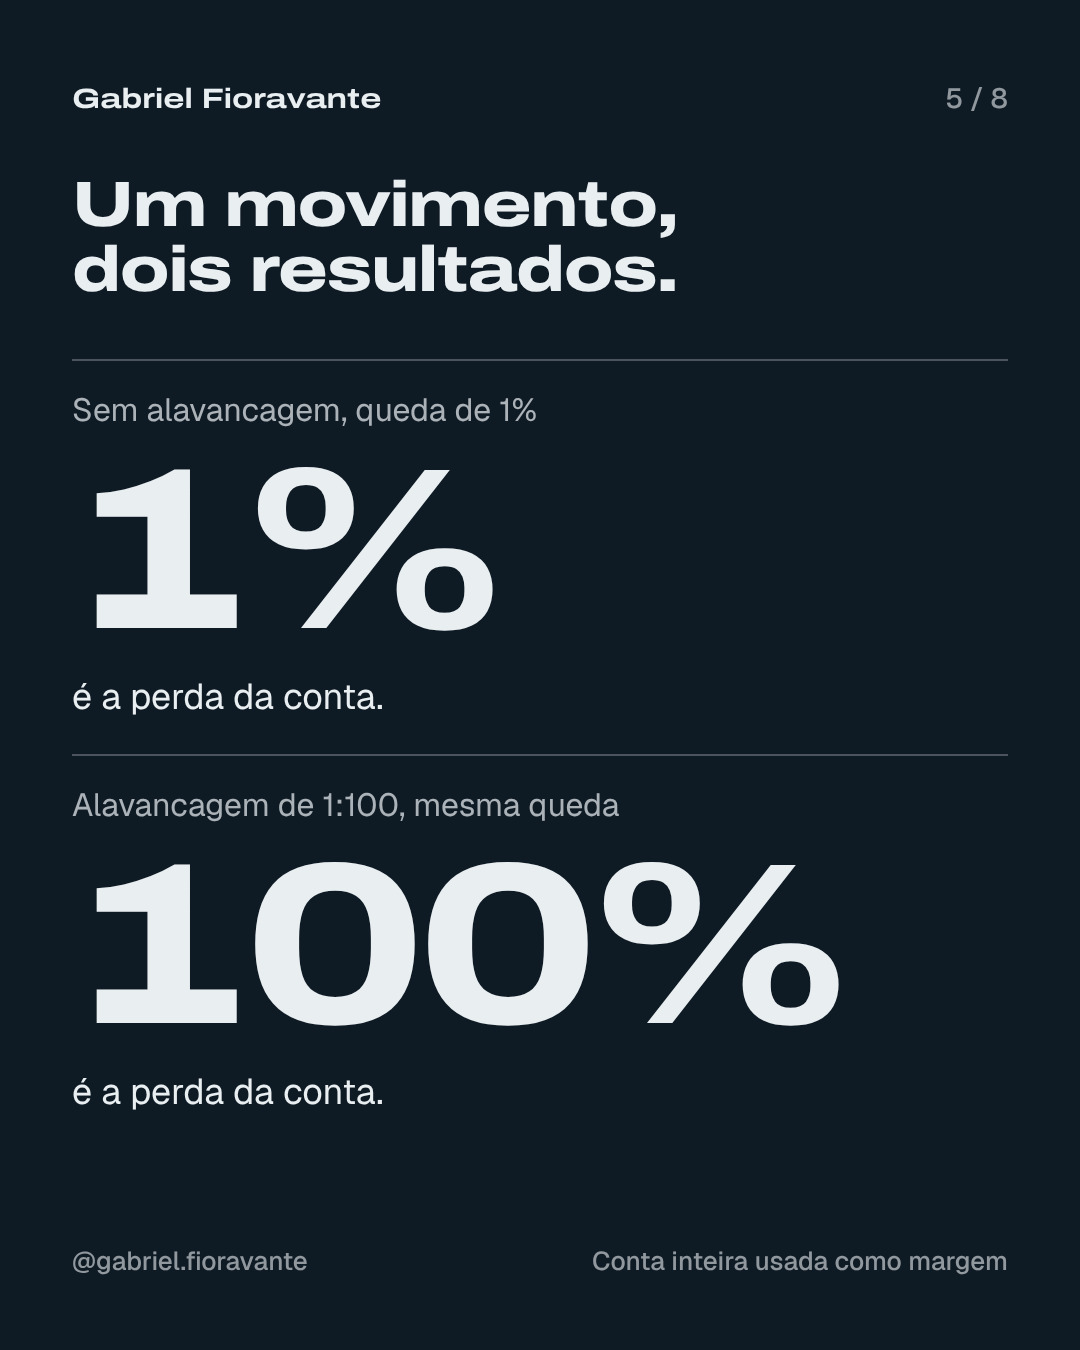 Gabriel Fioravante
5 / 8
Um movimento,
dois resultados.
Sem alavancagem, queda de 1%
1%
é a perda da conta.
Alavancagem de 1:100, mesma queda
100%
é a perda da conta.
@gabriel.fioravante
Conta inteira usada como margem